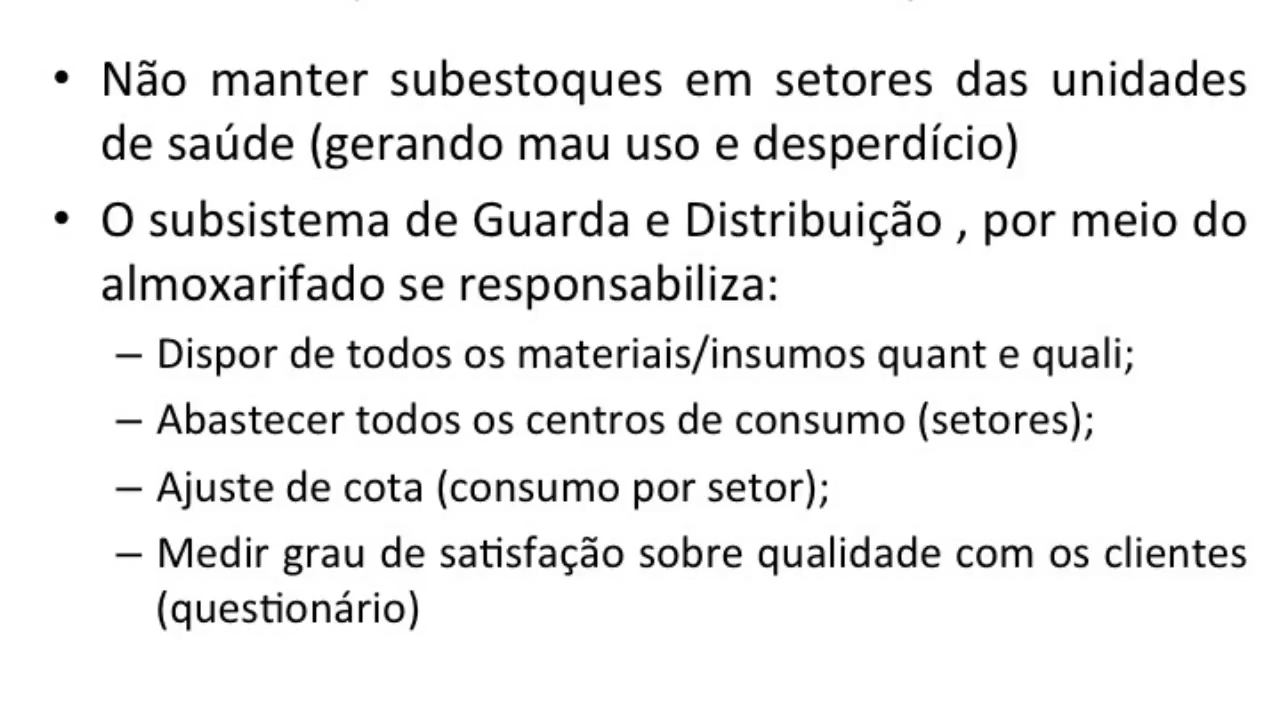 • Não manter subestoques em setores das unidades
de saúde (gerando mau uso e desperdício)
• O subsistema de Guarda e Distribuição , por meio do
almoxarifado se responsabiliza:
– Dispor de todos os materiais/insumos quant e quali;
– Abastecer todos os centros de consumo (setores);
– Ajuste de cota (consumo por setor);
– Medir grau de satisfação sobre qualidade com os clientes
(questionário)